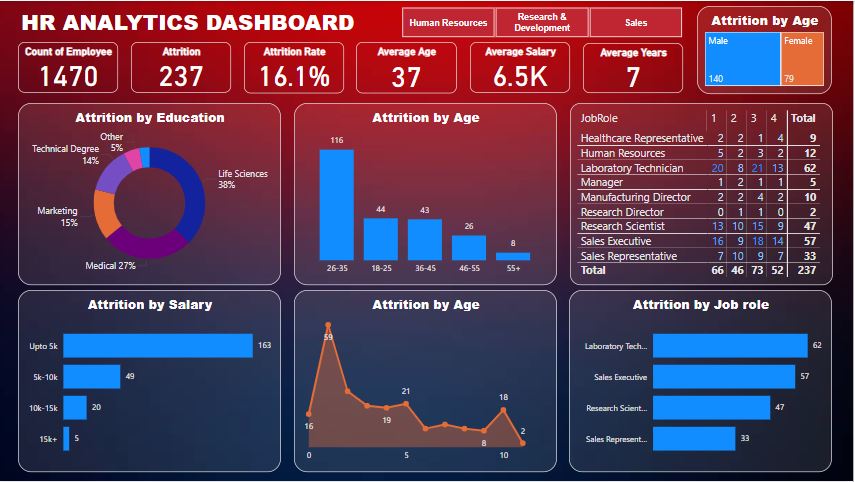 HR ANALYTICS DASHBOARD
Human Resources
Research &
Development
Sales
Attrition by Age
Male
Female
140
79
Count of Employee
1470
Attrition
237
Attrition Rate
16.1%
Average Age
37
Average Salary
6.5K
Average Years
7
Attrition by Education
Other
5%
Technical Degree
14%
Life Sciences
38%
Marketing
15%
Medical 27%
Attrition by Age
116
44
43
26
8
26-35 18-25 36-45 46-55 55+
JobRole 1 2 3 4 Total
Healthcare Representative 2 2 1 4 9
Human Resources 5 2 3 2 12
Laboratory Technician 20 8 21 13 62
Manager 1 2 1 1 5
Manufacturing Director 2 2 4 2 10
Research Director 0 1 1 0 2
Research Scientist 13 10 15 9 47
Sales Executive 16 9 18 14 57
Sales Representative 7 10 9 7 33
Total 66 46 73 52 237
Attrition by Salary
Upto 5k 163
5k-10k 49
10k-15k 20
15k+ 5
Attrition by Age
59
16
19
21
8
18
2
0 5 10
Attrition by Job role
Laboratory Tech... 62
Sales Executive 57
Research Scient... 47
Sales Represent... 33